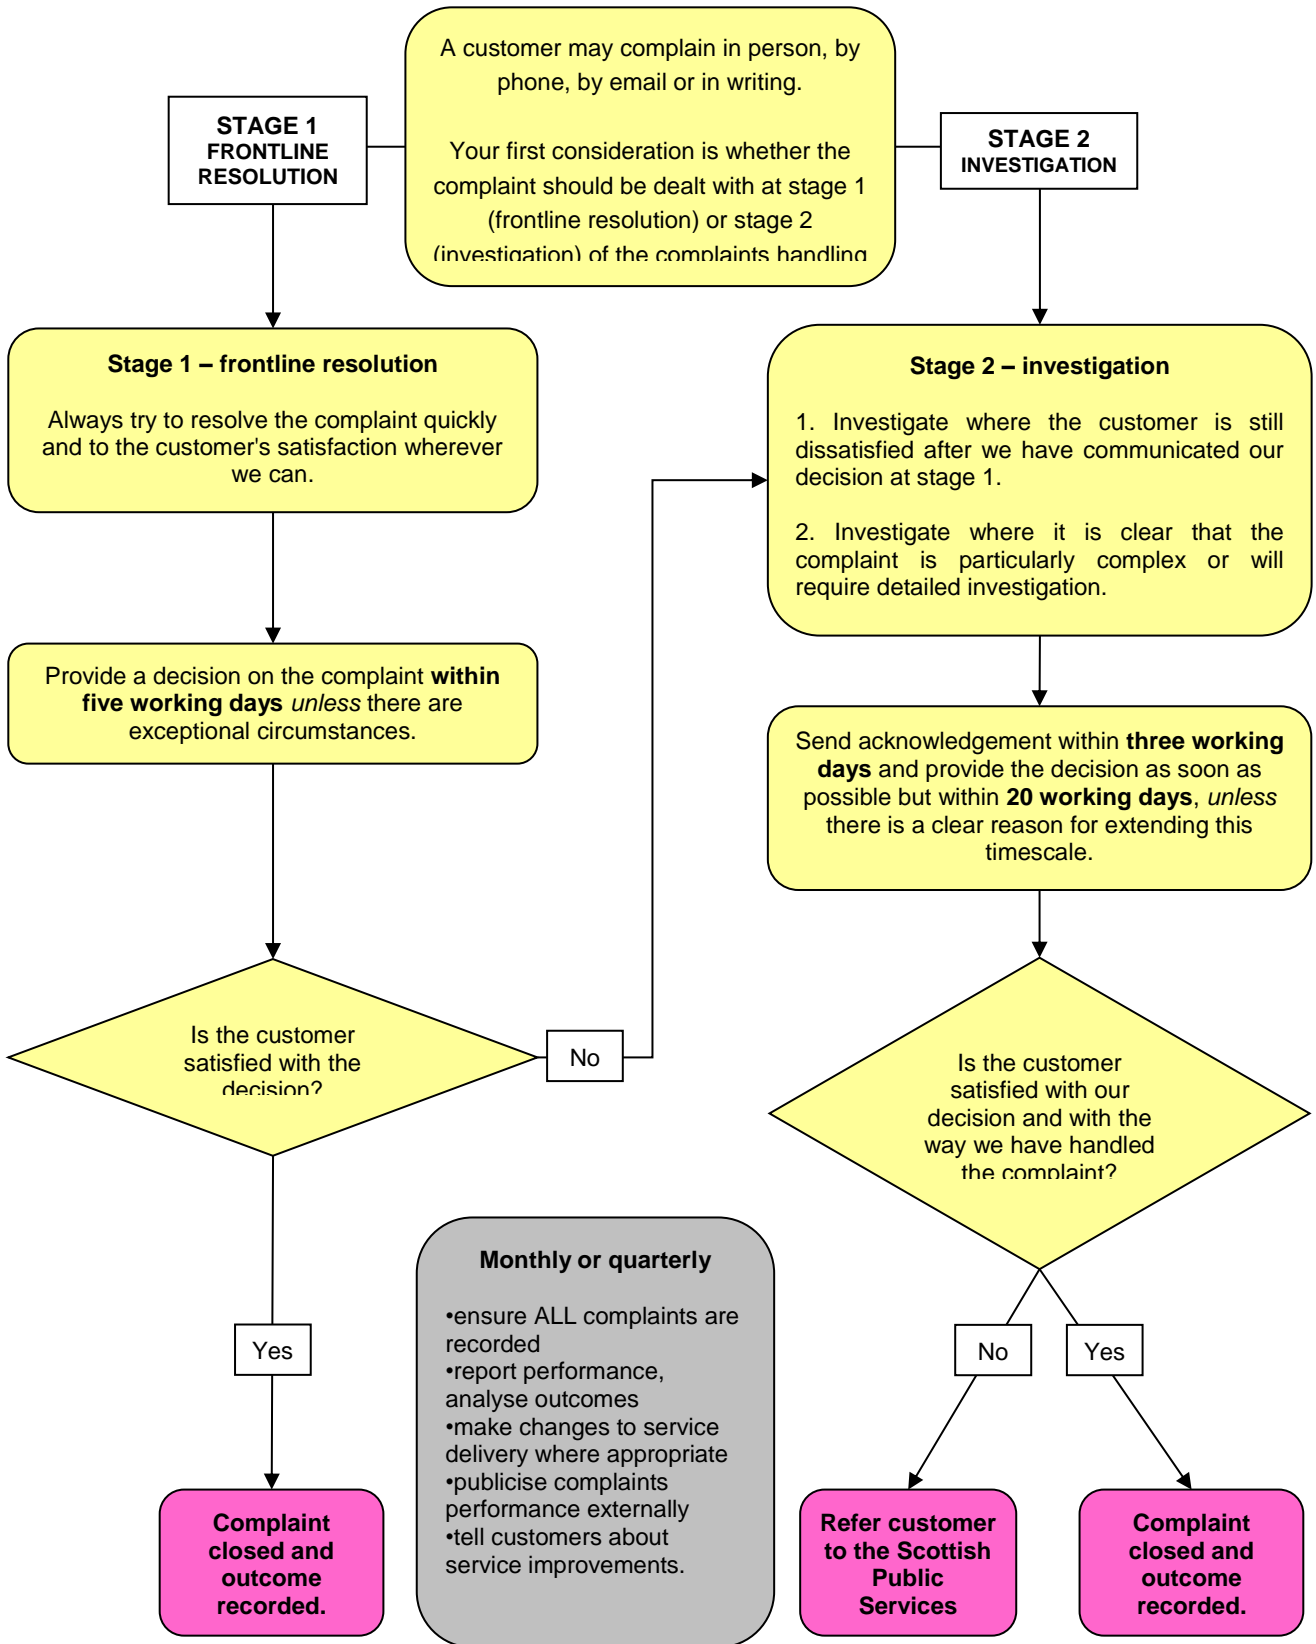 A customer may complain in person, by
phone, by email or in writing.
Your first consideration is whether the
complaint should be dealt with at stage 1
(frontline resolution) or stage 2
(investigation) of the complaints handling
STAGE 1
FRONTLINE
RESOLUTION
STAGE 2
INVESTIGATION
Stage 1 – frontline resolution
Always try to resolve the complaint quickly
and to the customer's satisfaction wherever
we can.
Provide a decision on the complaint within
five working days unless there are
exceptional circumstances.
Is the customer
satisfied with the
decision?
No
Yes
Complaint
closed and
outcome
recorded.
Stage 2 – investigation
1. Investigate where the customer is still
dissatisfied after we have communicated our
decision at stage 1.
2. Investigate where it is clear that the
complaint is particularly complex or will
require detailed investigation.
Send acknowledgement within three working
days and provide the decision as soon as
possible but within 20 working days, unless
there is a clear reason for extending this
timescale.
Is the customer
satisfied with our
decision and with the
way we have handled
the complaint?
No
Yes
Refer customer
to the Scottish
Public
Services
Complaint
closed and
outcome
recorded.
Monthly or quarterly
•ensure ALL complaints are
recorded
•report performance,
analyse outcomes
•make changes to service
delivery where appropriate
•publicise complaints
performance externally
•tell customers about
service improvements.